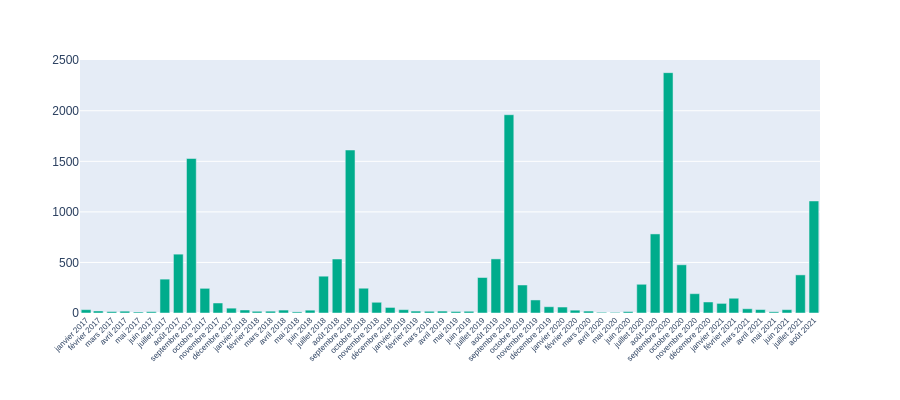 2500
2000
1500
1000
500
0
janvier 2017
février 2017
mars 2017
avril 2017
mai 2017
juin 2017
juillet 2017
août 2017
septembre 2017
octobre 2017
novembre 2017
décembre 2017
janvier 2018
février 2018
mars 2018
avril 2018
mai 2018
juin 2018
juillet 2018
août 2018
septembre 2018
octobre 2018
novembre 2018
décembre 2018
janvier 2019
février 2019
mars 2019
avril 2019
mai 2019
juin 2019
juillet 2019
août 2019
septembre 2019
octobre 2019
novembre 2019
décembre 2019
janvier 2020
février 2020
mars 2020
avril 2020
mai 2020
juin 2020
juillet 2020
août 2020
septembre 2020
octobre 2020
novembre 2020
décembre 2020
janvier 2021
février 2021
mars 2021
avril 2021
mai 2021
juin 2021
juillet 2021
août 2021